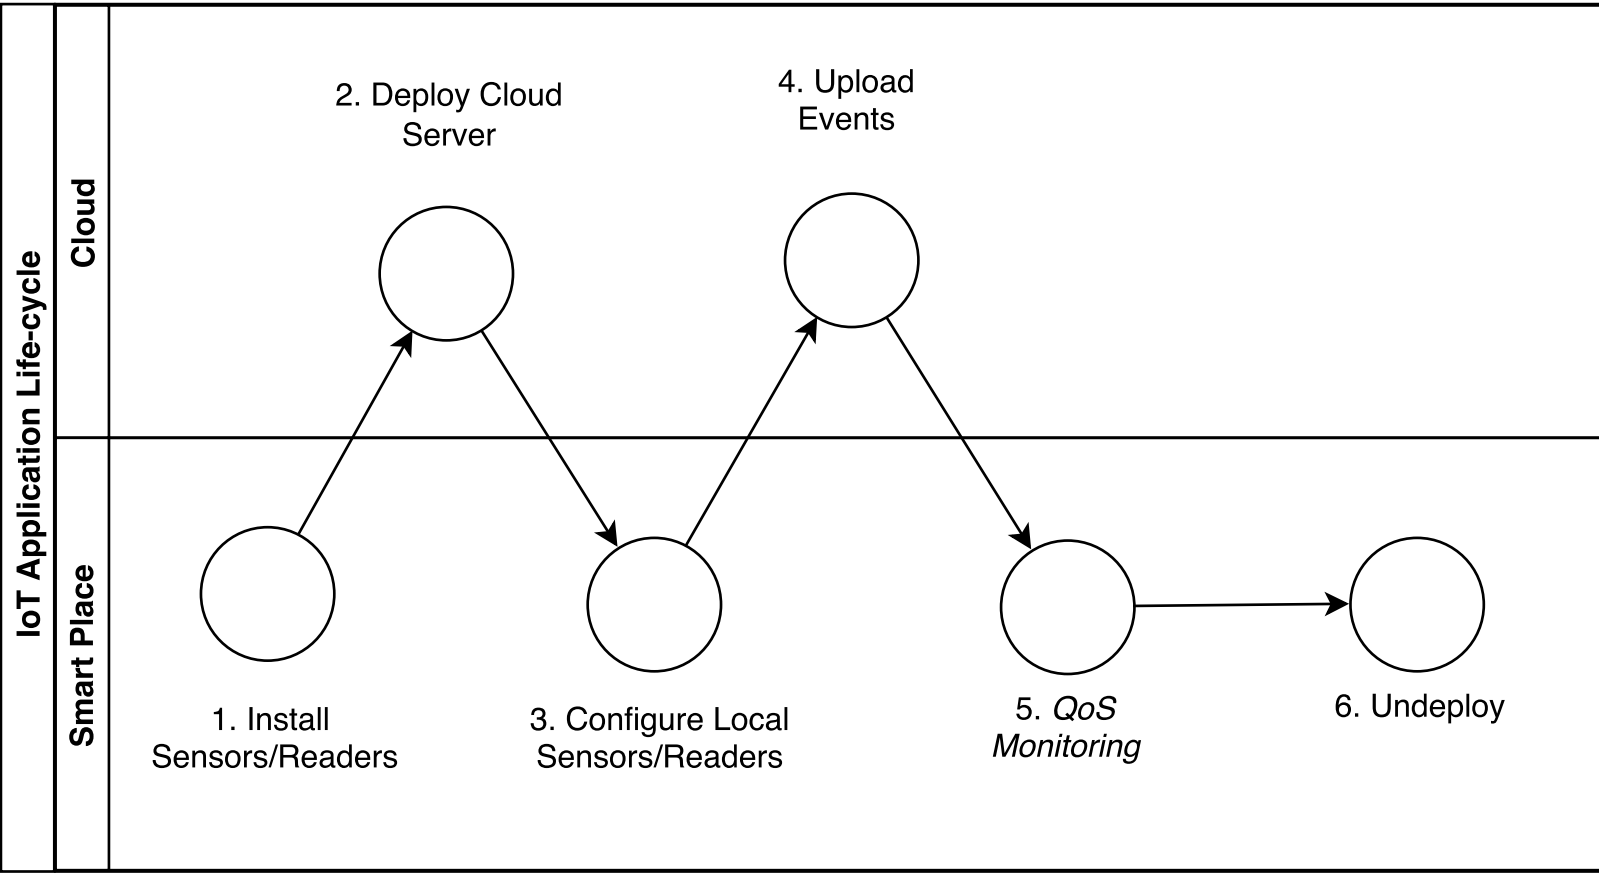 IoT Application Life-cycle
Cloud
Smart Place
2. Deploy Cloud
Server
4. Upload
Events
1. Install
Sensors/Readers
3. Configure Local
Sensors/Readers
5. QoS
Monitoring
6. Undeploy